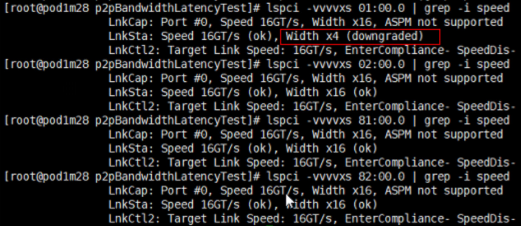 [root@pod1m28 p2pBandwidthLatencyTest]# lspci -vvvvxs 01:00.0 | grep -i speed
LnkCap: Port #0, Speed 16GT/s, Width x16, ASPM not supported
LnkSta: Speed 16GT/s (ok), Width x4 (downgraded)
LnkCtl2: Target Link Speed: 16GT/s, EnterCompliance- SpeedDis-
[root@pod1m28 p2pBandwidthLatencyTest]# lspci -vvvvxs 02:00.0 | grep -i speed
LnkCap: Port #0, Speed 16GT/s, Width x16, ASPM not supported
LnkSta: Speed 16GT/s (ok), Width x16 (ok)
LnkCtl2: Target Link Speed: 16GT/s, EnterCompliance- SpeedDis-
[root@pod1m28 p2pBandwidthLatencyTest]# lspci -vvvvxs 81:00.0 | grep -i speed
LnkCap: Port #0, Speed 16GT/s, Width x16, ASPM not supported
LnkSta: Speed 16GT/s (ok), Width x16 (ok)
LnkCtl2: Target Link Speed: 16GT/s, EnterCompliance- SpeedDis-
[root@pod1m28 p2pBandwidthLatencyTest]# lspci -vvvvxs 82:00.0 | grep -i speed
LnkCap: Port #0, Speed 16GT/s, Width x16, ASPM not supported
LnkSta: Speed 16GT/s (ok), Width x16 (ok)
LnkCtl2: Target Link Speed: 16GT/s, EnterCompliance- SpeedDis-